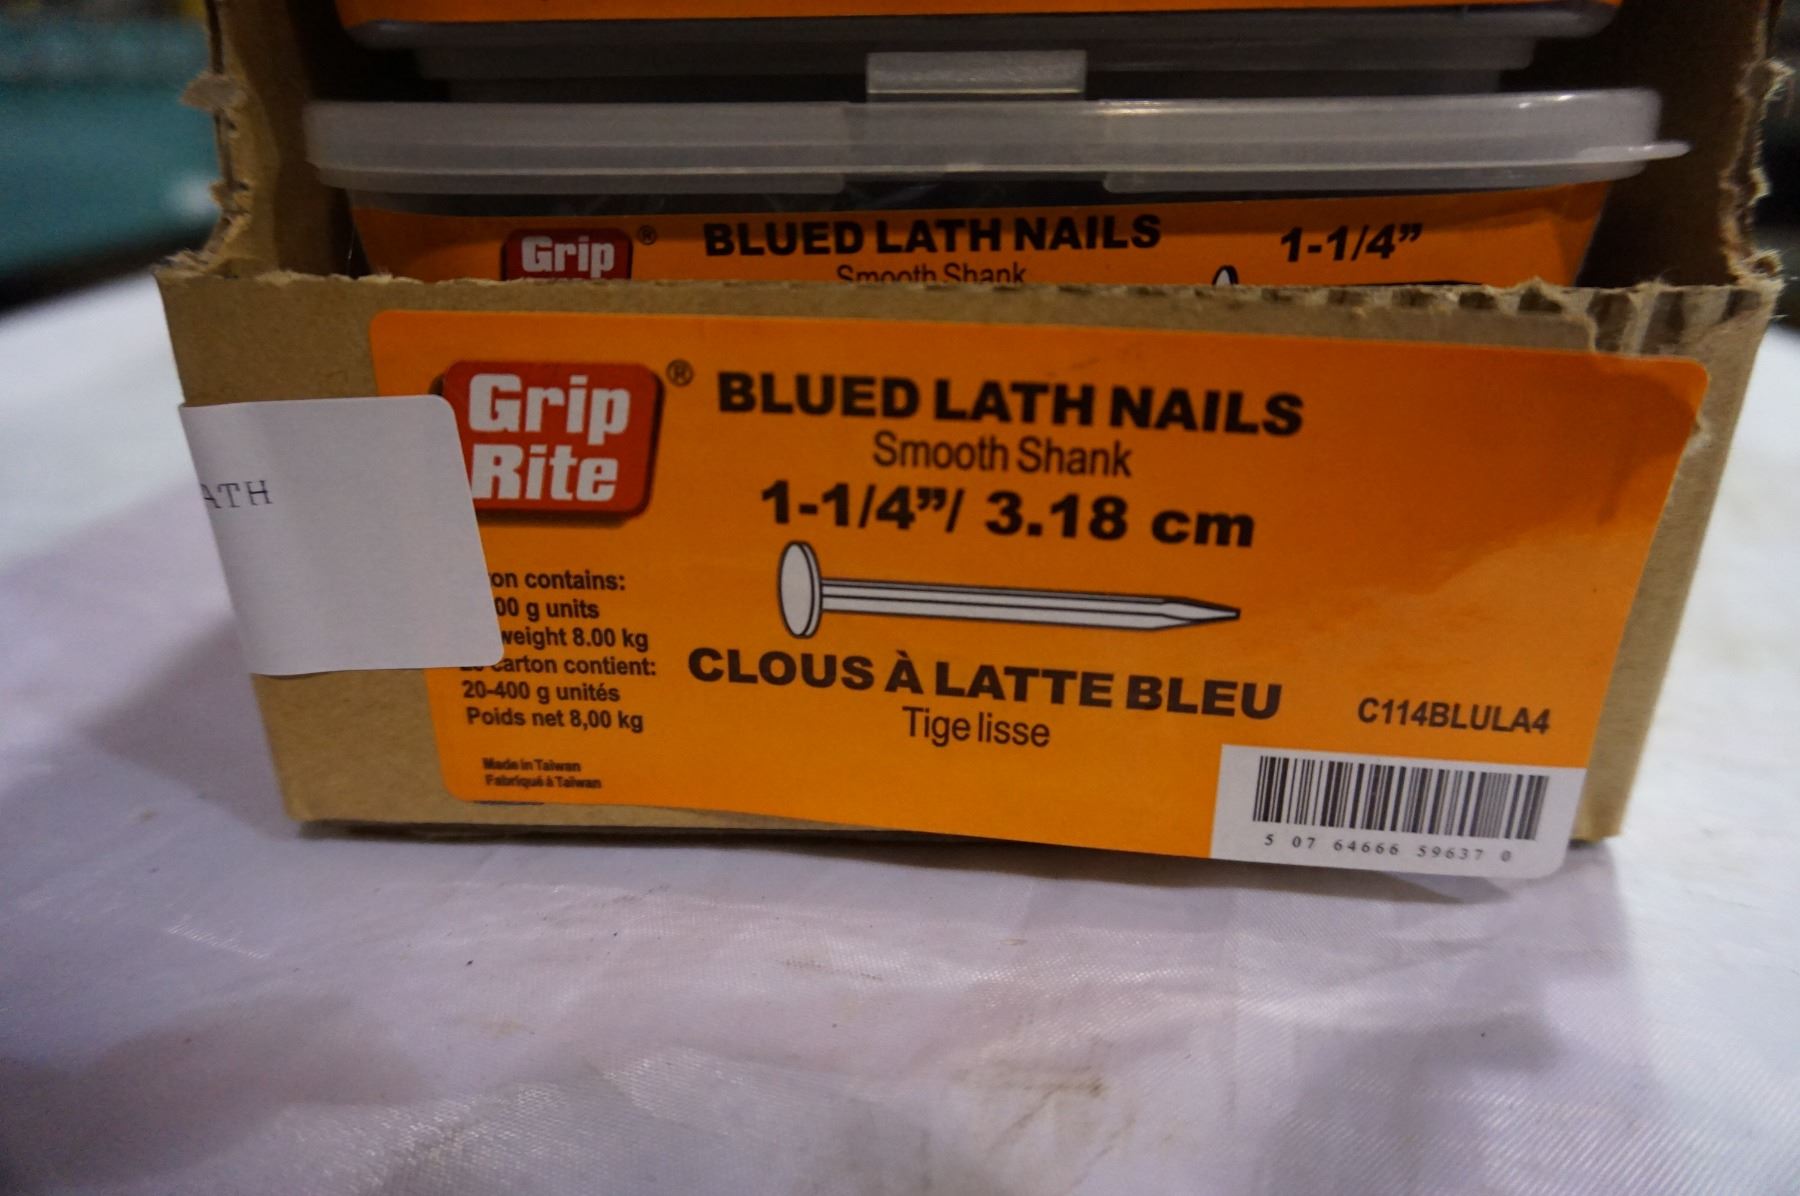 Grip ®
BLUED LATH NAILS
1-1/4”
Smooth Shank
ATH
Grip
Rite ®
BLUED LATH NAILS
Smooth Shank
1-1/4”/ 3.18 cm
on contains:
00 g units
weight 8.00 kg
carton contient:
20-400 g unités
Poids net 8,00 kg
Made in Taiwan
Fabriqué à Taiwan
CLOUS À LATTE BLEU
Tige lisse
C114BLULA4
5 07 64666 59637 0